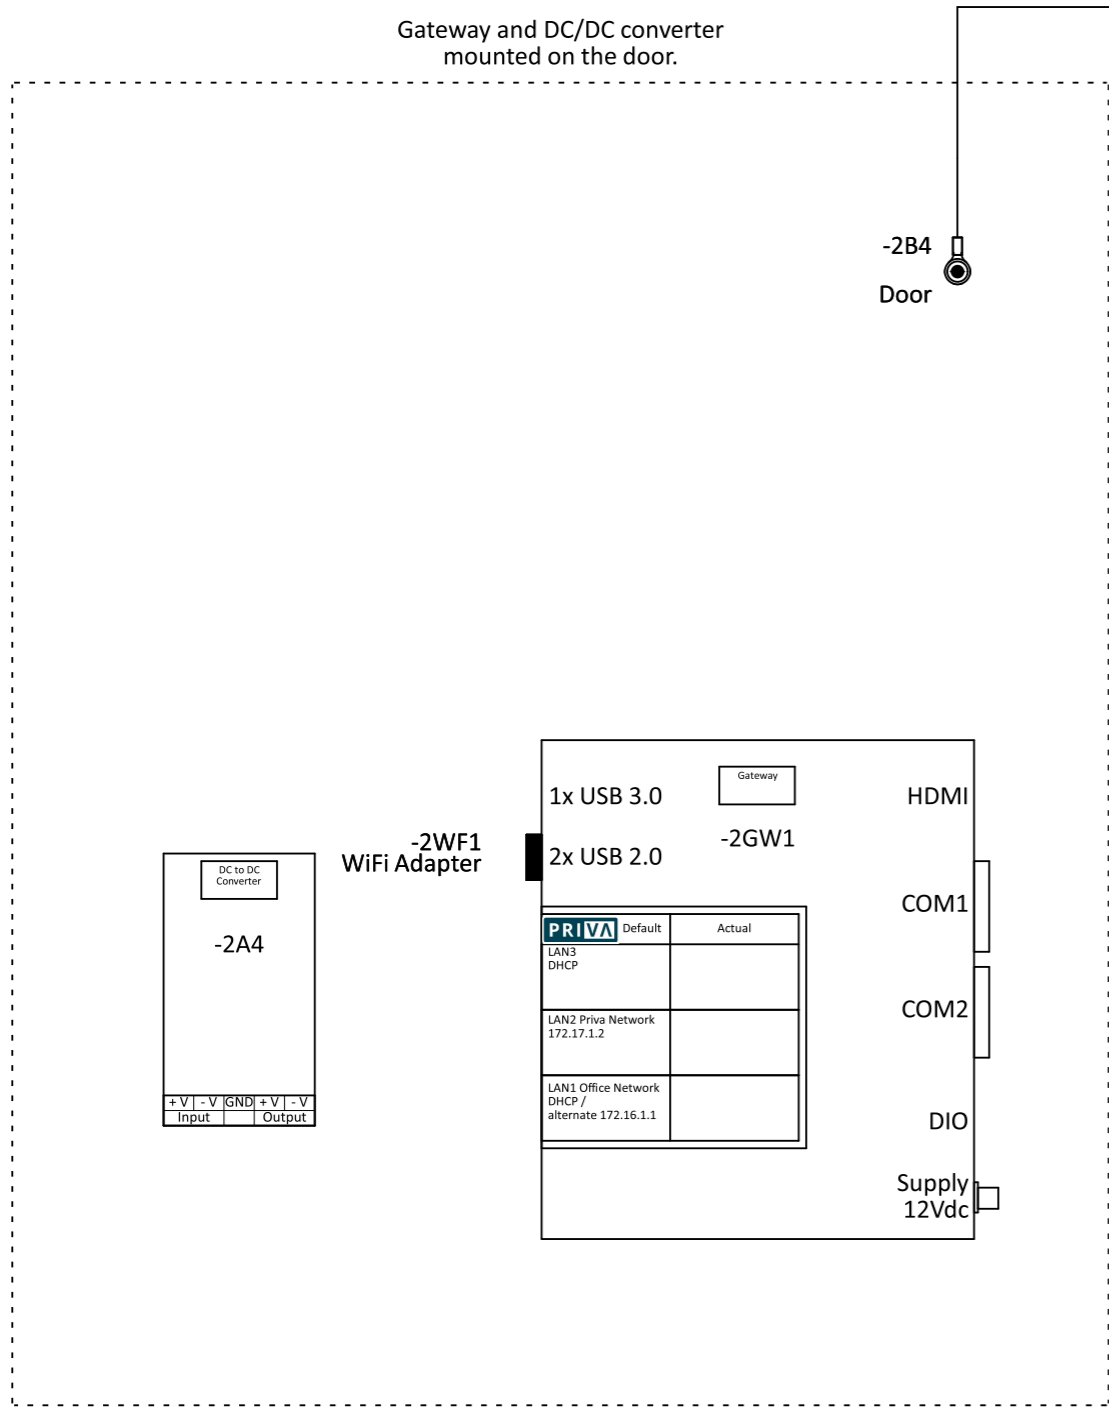 Gateway and DC/DC converter
mounted on the door.
-2B4
Door
1x USB 3.0
Gateway
HDMI
-2GW1
-2WF1
WiFi Adapter
2x USB 2.0
DC to DC
Converter
-2A4
COM1
PRIVA Default
Actual
LAN3
DHCP
COM2
LAN2 Priva Network
172.17.1.2
LAN1 Office Network
DHCP /
alternate 172.16.1.1
+ V - V GND + V - V
Input Output
DIO
Supply
12Vdc